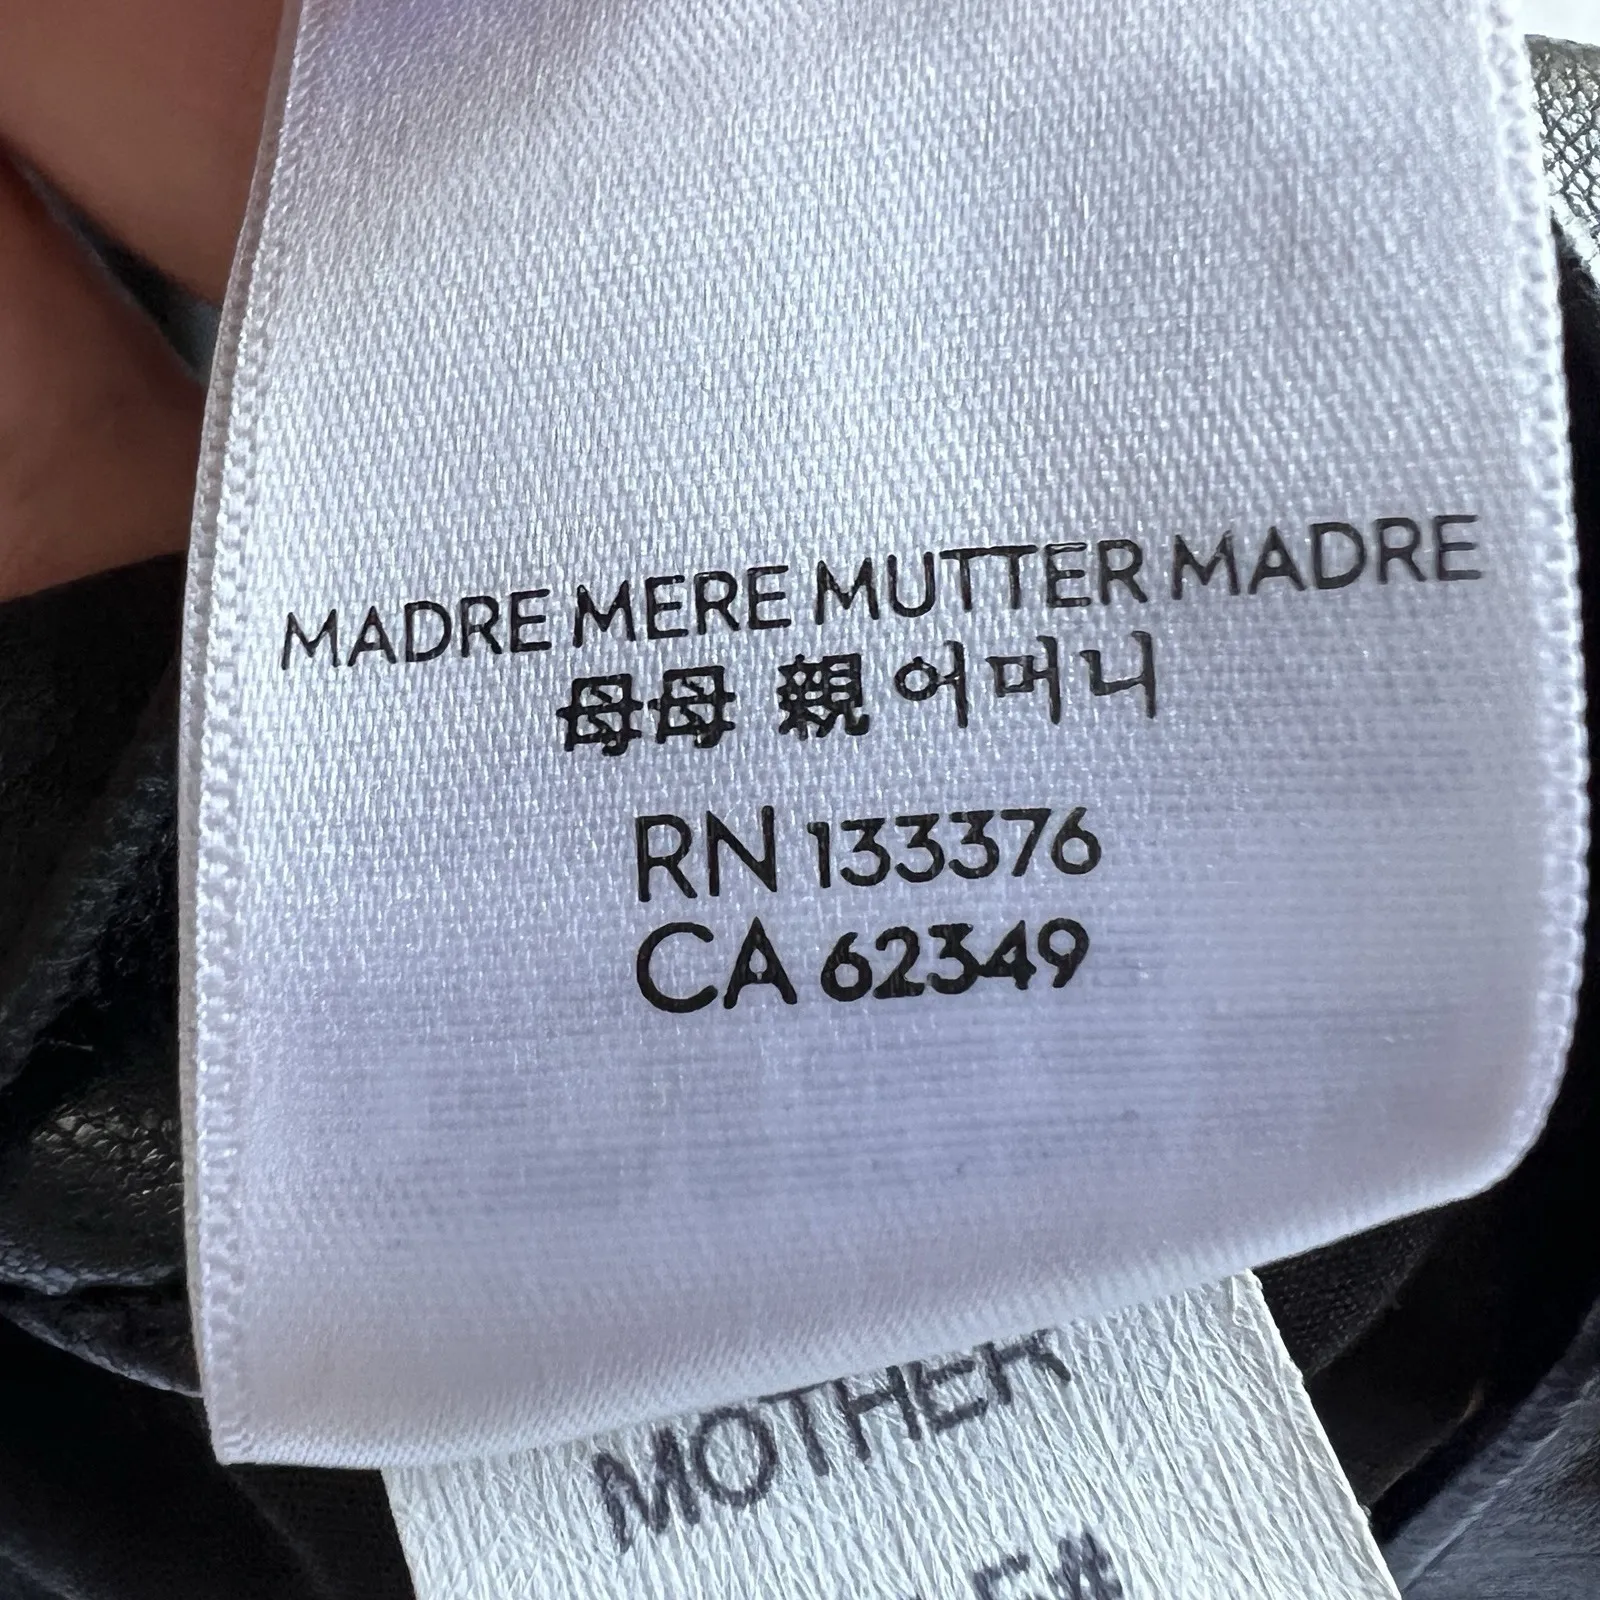 MADRE MERE MUTTER MADRE
母母 親 어머니
RN 133376
CA 62349
MOTHER